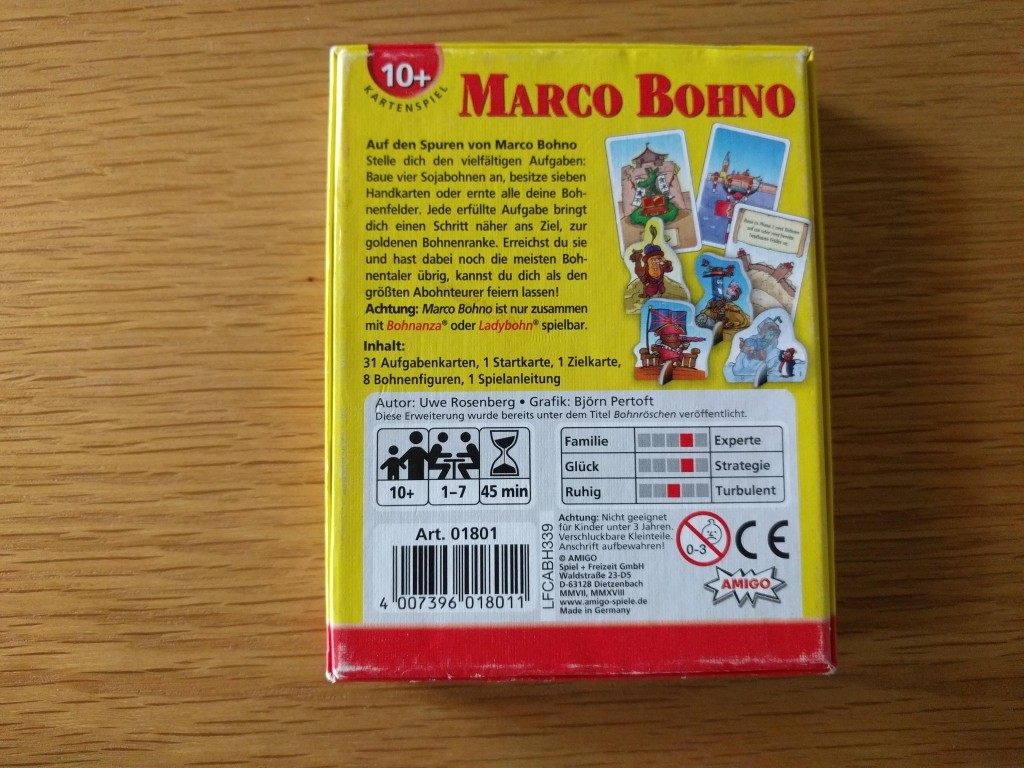 10+
KARTENSPIEL
MARCO BOHNO
Auf den Spuren von Marco Bohno
Stelle dich den vielfältigen Aufgaben:
Baue vier Sojabohnen an, besitze sieben
Handkarten oder ernte alle deine Boh-
nenfelder. Jede erfüllte Aufgabe bringt
dich einen Schritt näher ans Ziel, zur
goldenen Bohnenranke. Erreichst du sie
und hast dabei noch die meisten Boh-
nentaler übrig, kannst du dich als den
größten Abohnteurer feiern lassen!
Achtung: Marco Bohno ist nur zusammen
mit Bohnanza® oder Ladybohn® spielbar.
Inhalt:
31 Aufgabenkarten, 1 Startkarte, 1 Zielkarte,
8 Bohnenfiguren, 1 Spielanleitung
Autor: Uwe Rosenberg • Grafik: Björn Pertoft
Diese Erweiterung wurde bereits unter dem Titel Bohnröschen veröffentlicht.
10+ 1–7 45 min
Familie Experte
Glück Strategie
Ruhig Turbulent
Art. 01801
4 007396 018011
LFCABH339
Achtung: Nicht geeignet
für Kinder unter 3 Jahren.
Verschluckbare Kleinteile.
Anschrift aufbewahren!
© AMIGO
Spiel + Freizeit GmbH
Waldstraße 23-D5
D-63128 Dietzenbach
MMVII, MMXVIII
www.amigo-spiele.de
Made in Germany
0-3
CE
AMIGO